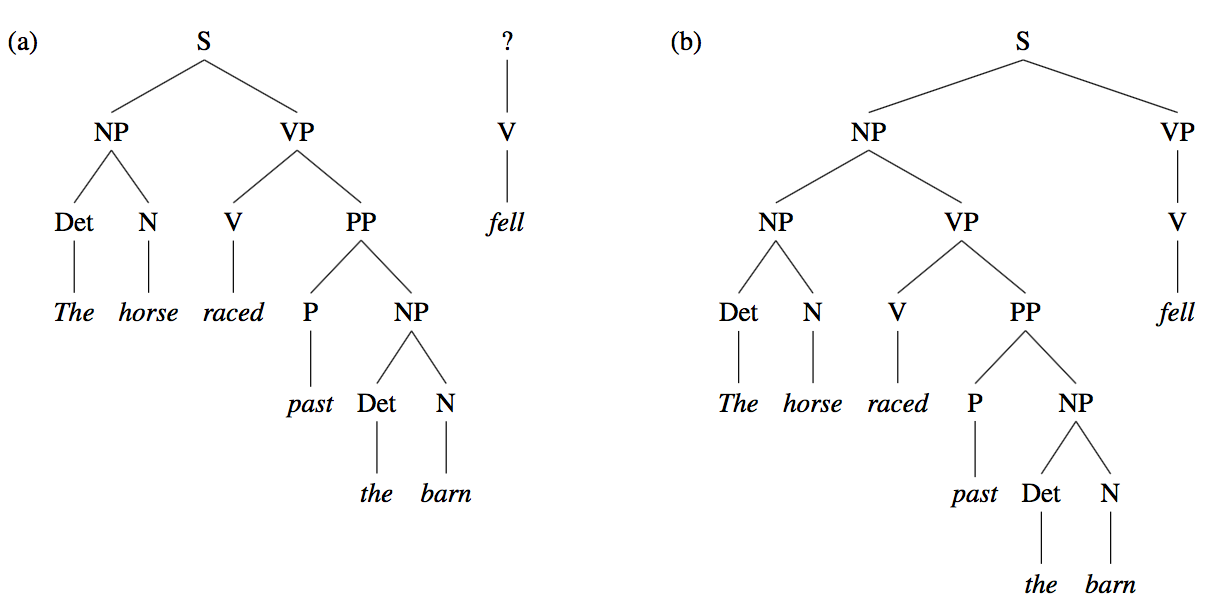 (a) S ? (b) S
NP VP V NP VP
Det N V PP fell NP VP V
The horse raced P NP Det N V PP fell
past Det N The horse raced P NP
the barn past Det N
the barn